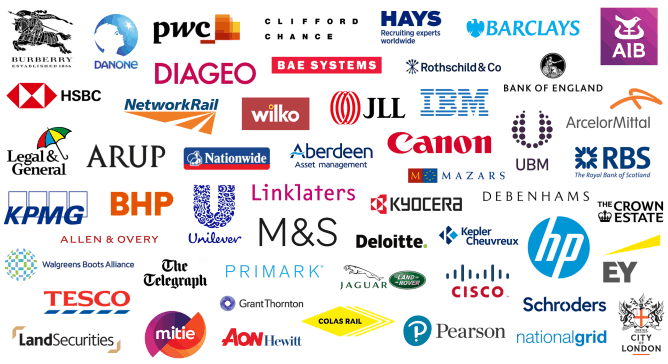 BURBERRY
ESTABLISHED 1856
DANONE
pwc
CLIFFORD
CHANCE
HAYS
Recruiting experts
worldwide
BARCLAYS
AIB
DIAGEO
BAE SYSTEMS
Rothschild & Co
BANK OF ENGLAND
HSBC
NetworkRail
wilko
JLL
IBM
ArcelorMittal
Legal &
General
ARUP
Nationwide
Aberdeen
Asset management
Canon
UBM
RBS
The Royal Bank of Scotland
M
MAZARS
KPMG
BHP
Unilever
Linklaters
KYOCERA
DEBENHAMS
THE CROWN
ESTATE
ALLEN & OVERY
M&S
Deloitte.
Kepler
Cheuvreux
hp
EY
Walgreens Boots Alliance
The
Telegraph
PRIMARK
JAGUAR
LAND-
ROVER
CISCO
TESCO
Grant Thornton
Schroders
LandSecurities
mitie
AON Hewitt
COLAS RAIL
Pearson
nationalgrid
CITY
OF
LONDON